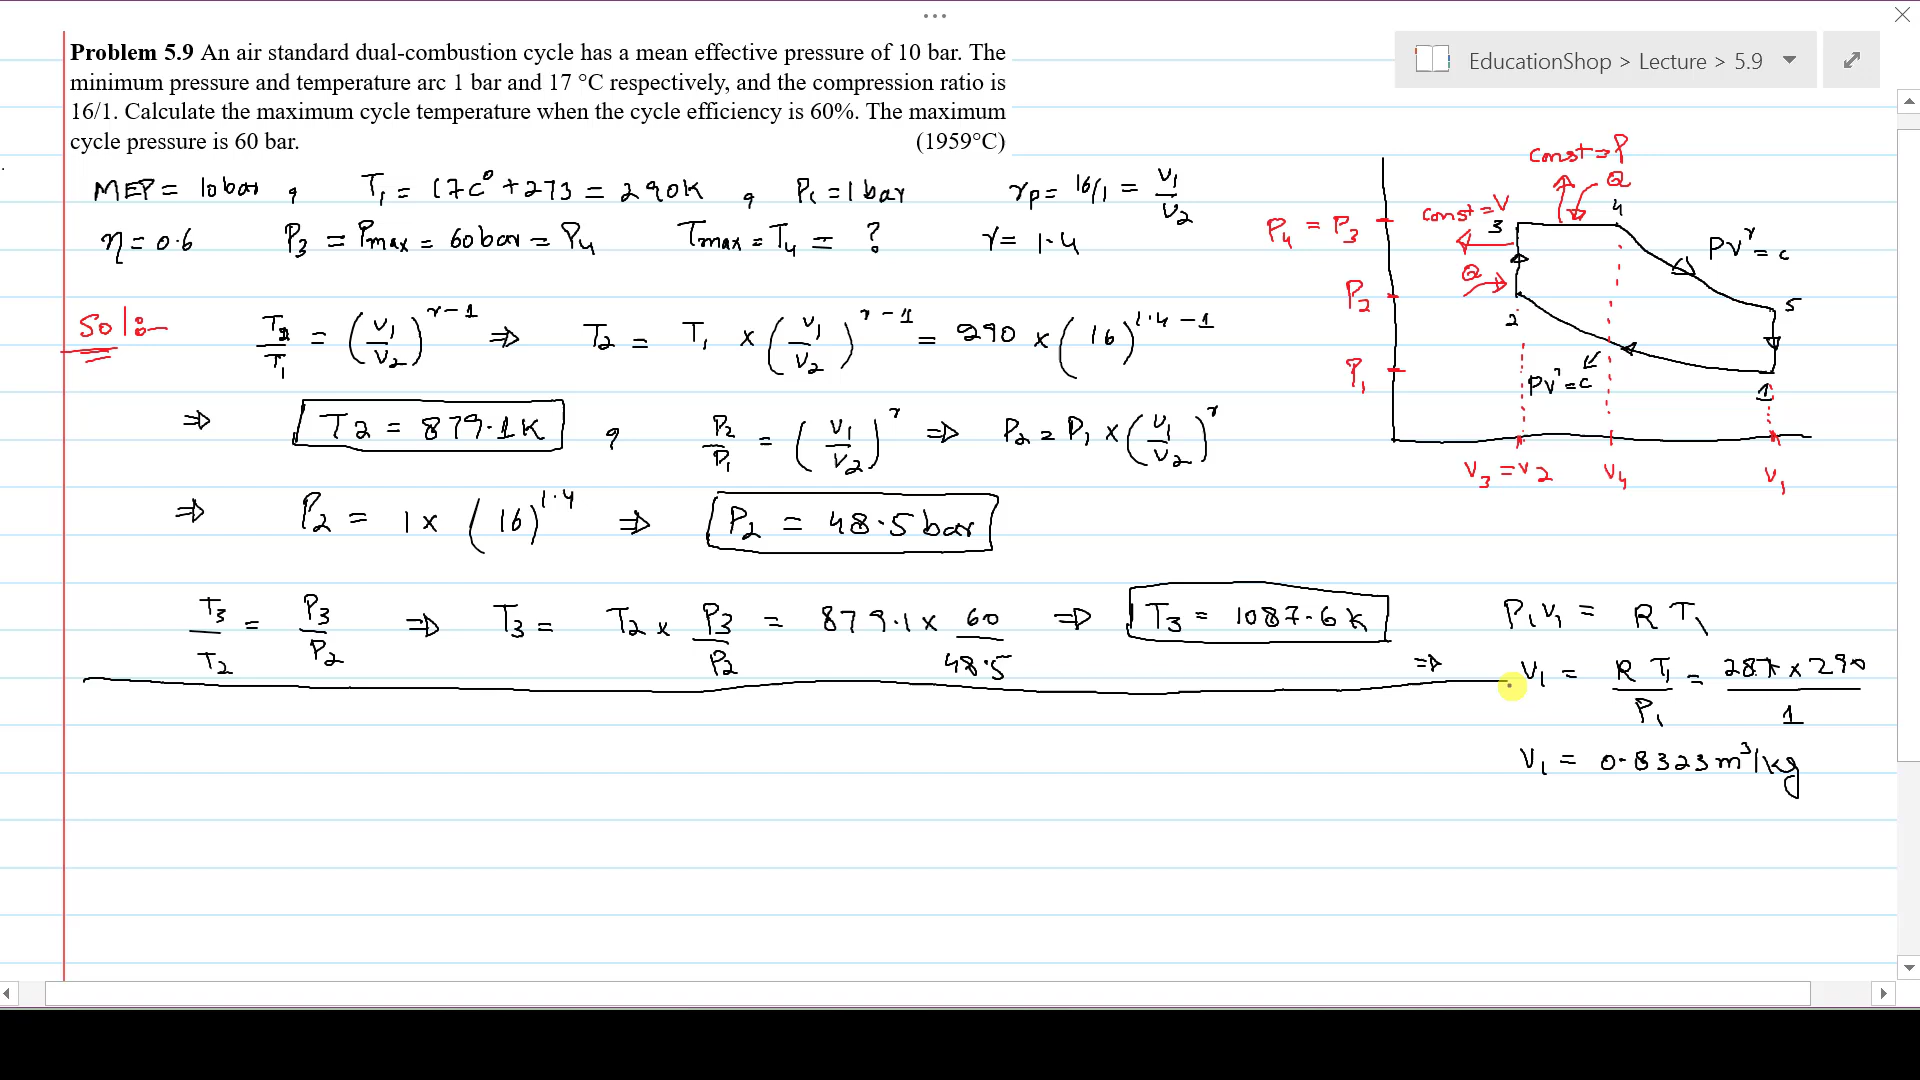 Problem 5.9 An air standard dual-combustion cycle has a mean effective pressure of 10 bar. The
minimum pressure and temperature arc 1 bar and 17 °C respectively, and the compression ratio is
16/1. Calculate the maximum cycle temperature when the cycle efficiency is 60%. The maximum
cycle pressure is 60 bar. (1959°C)
EducationShop > Lecture > 5.9
MEP = 10 bar , T₁ = 17c° + 273 = 290K , P₁ = 1 bar rp = 16/1 = V₁/V₂
η = 0.6 P₃ = Pmax = 60 bar = P₄ Tmax = T₄ = ? r = 1.4
Sol:-
T₂/T₁ = (V₁/V₂)^(r-1) ⇒ T₂ = T₁ × (V₁/V₂)^(r-1) = 290 × (16)^(1.4-1)
⇒ T2 = 879.1K , P₂/P₁ = (V₁/V₂)^r ⇒ P₂ = P₁ × (V₁/V₂)^r
⇒ P₂ = 1 × (16)^1.4 ⇒ P₂ = 48.5 bar
T₃/T₂ = P₃/P₂ ⇒ T₃ = T₂ × P₃/P₂ = 879.1 × 60/48.5 ⇒ T₃ = 1087.6 K
P₁V₁ = R T₁
⇒ V₁ = R T₁/P₁ = 287 × 290/1
V₁ = 0.8323 m³/kg
const = P
Q
const = V
3
4
P₄ = P₃
PV^r = c
Q
P₂
2
5
P₁
PV^r = c
1
V₃ = V₂
V₄
V₁